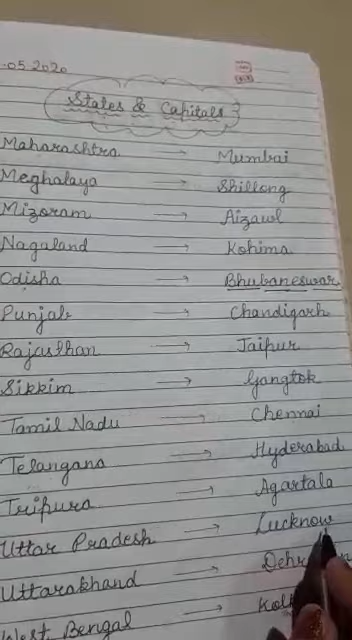 .05.2020
States & Capitals
Maharashtra → Mumbai
Meghalaya → Shillong
Mizoram → Aizawl
Nagaland → Kohima
Odisha → Bhubaneswar
Punjab → Chandigarh
Rajasthan → Jaipur
Sikkim → Gangtok
Tamil Nadu → Chennai
Telangana → Hyderabad
Tripura → Agartala
Uttar Pradesh → Lucknow
Uttarakhand →
West Bengal →